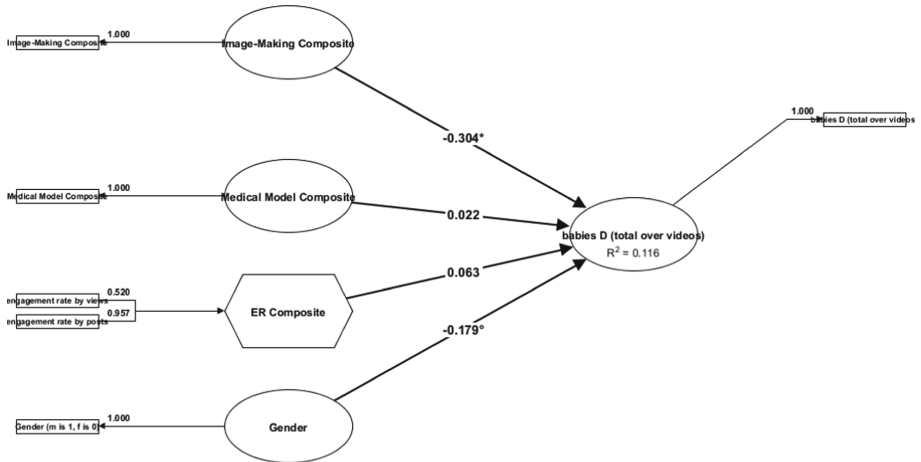 1.000
Image-Making Composite
Image-Making Composite
1.000
babies D (total over videos
-0.304*
1.000
Medical Model Composite
Medical Model Composite
0.022
babies D (total over videos)
R² = 0.116
0.063
0.520
engagement rate by views
0.957
engagement rate by posts
ER Composite
-0.179°
1.000
Gender (m is 1, f is 0)
Gender